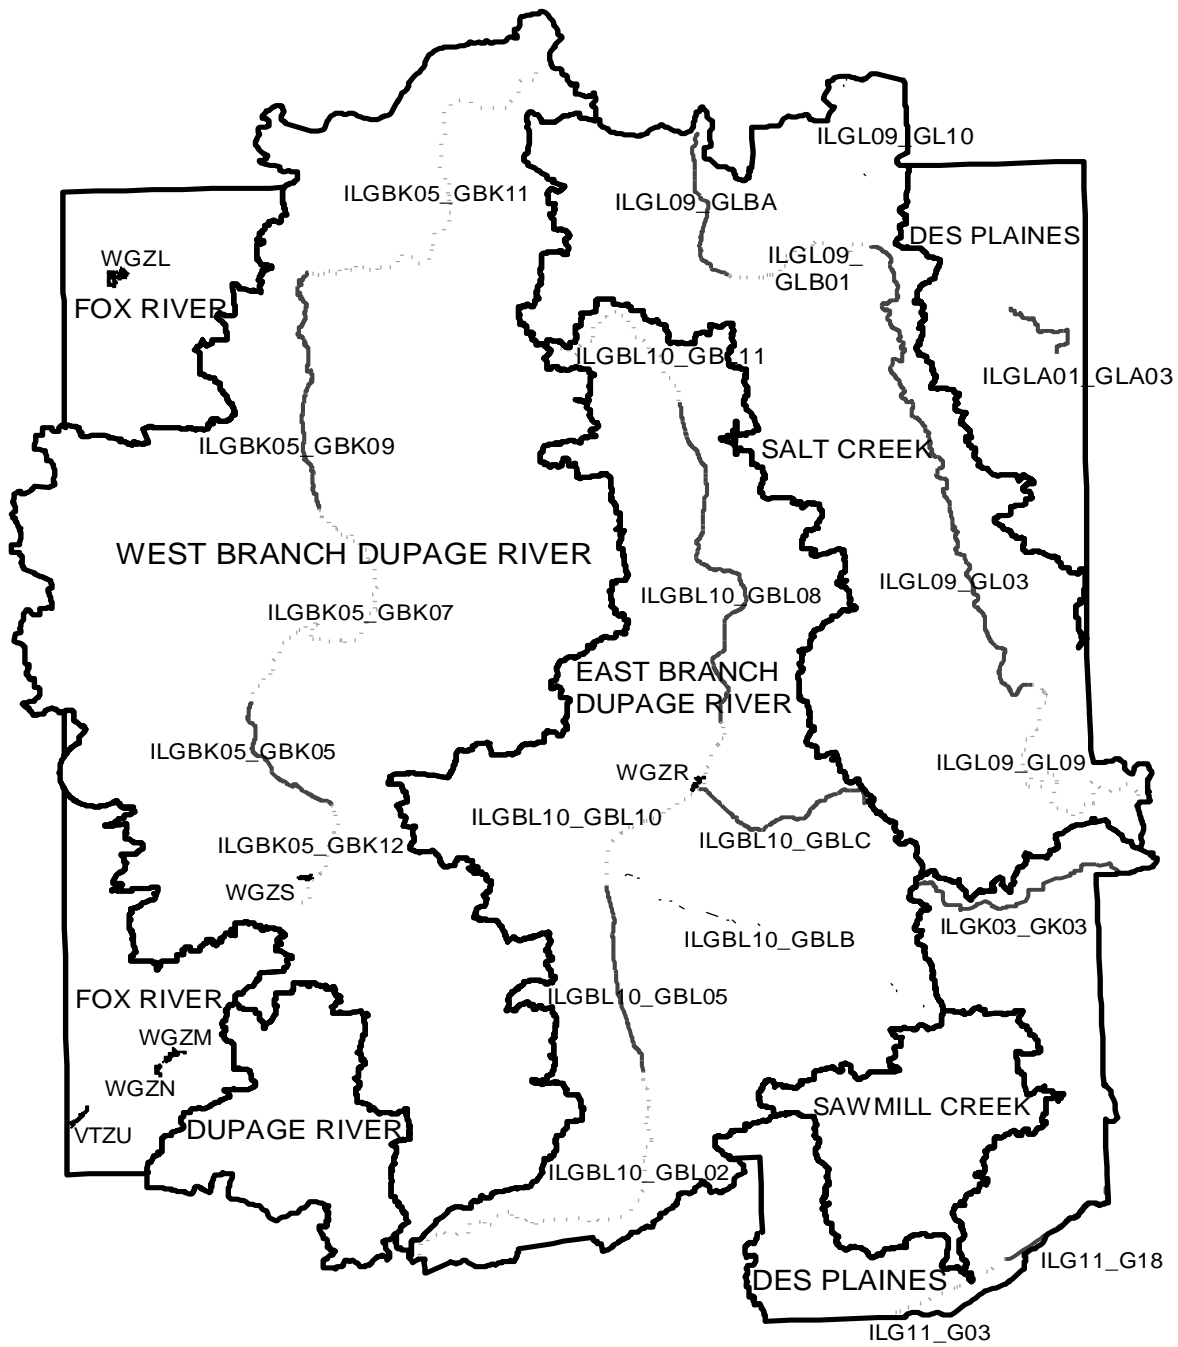 ILGL09_GL10
ILGBK05_GBK11
ILGL09_GLBA
DES PLAINES
ILGL09_
GLB01
WGZL
FOX RIVER
ILGBL10_GBL11
ILGLA01_GLA03
ILGBK05_GBK09
SALT CREEK
WEST BRANCH DUPAGE RIVER
ILGL09_GL03
ILGBL10_GBL08
ILGBK05_GBK07
EAST BRANCH
DUPAGE RIVER
ILGBK05_GBK05
ILGL09_GL09
WGZR
ILGBL10_GBL10
ILGBL10_GBLC
ILGBK05_GBK12
WGZS
ILGK03_GK03
ILGBL10_GBLB
FOX RIVER
ILGBL10_GBL05
WGZM
WGZN
SAWMILL CREEK
VTZU
DUPAGE RIVER
ILGBL10_GBL02
ILG11_G18
DES PLAINES
ILG11_G03